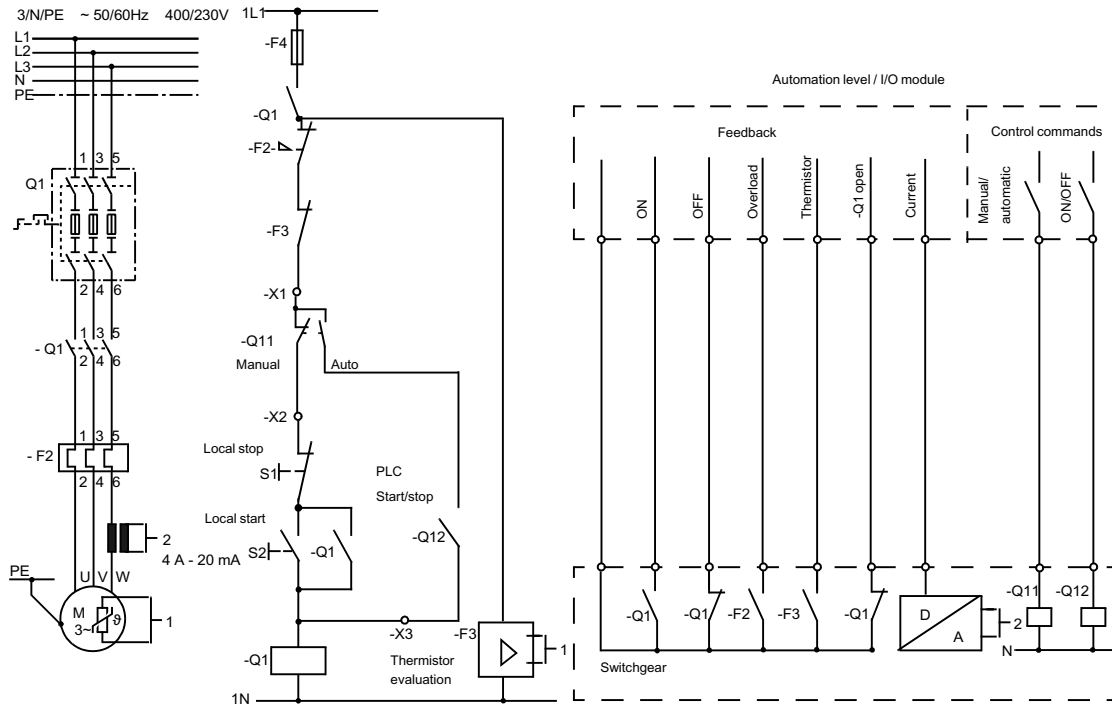 3/N/PE ~ 50/60Hz 400/230V
L1
L2
L3
N
PE
Q1
1 3 5
2 4 6
- Q1
1 3 5
2 4 6
- F2
1 3 5
2 4 6
2
4 A - 20 mA
PE
U V W
M
3~
ϑ
1
1L1
-F4
-Q1
-F2-
-F3
-X1
-Q11
Manual
Auto
-X2
Local stop
S1
PLC
Start/stop
Local start
S2
-Q1
-Q12
-X3
-F3
-Q1
Thermistor
evaluation
1
1N
Automation level / I/O module
Feedback
Control commands
ON
OFF
Overload
Thermistor
-Q1 open
Current
Manual/
automatic
ON/OFF
-Q1
-Q1
-F2
-F3
-Q1
D
A
2
-Q11
-Q12
N
Switchgear